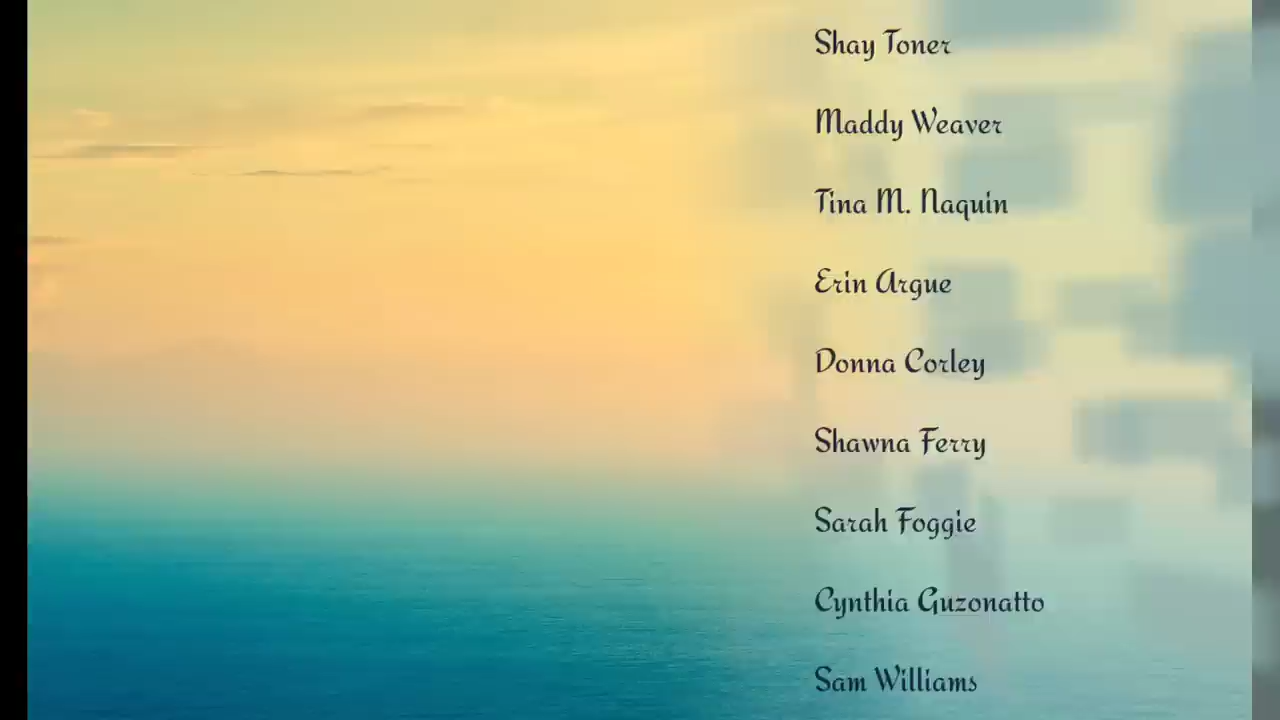 Shay Toner
Maddy Weaver
Tina M. Naquin
Erin Argue
Donna Corley
Shawna Ferry
Sarah Foggie
Cynthia Guzonatto
Sam Williams